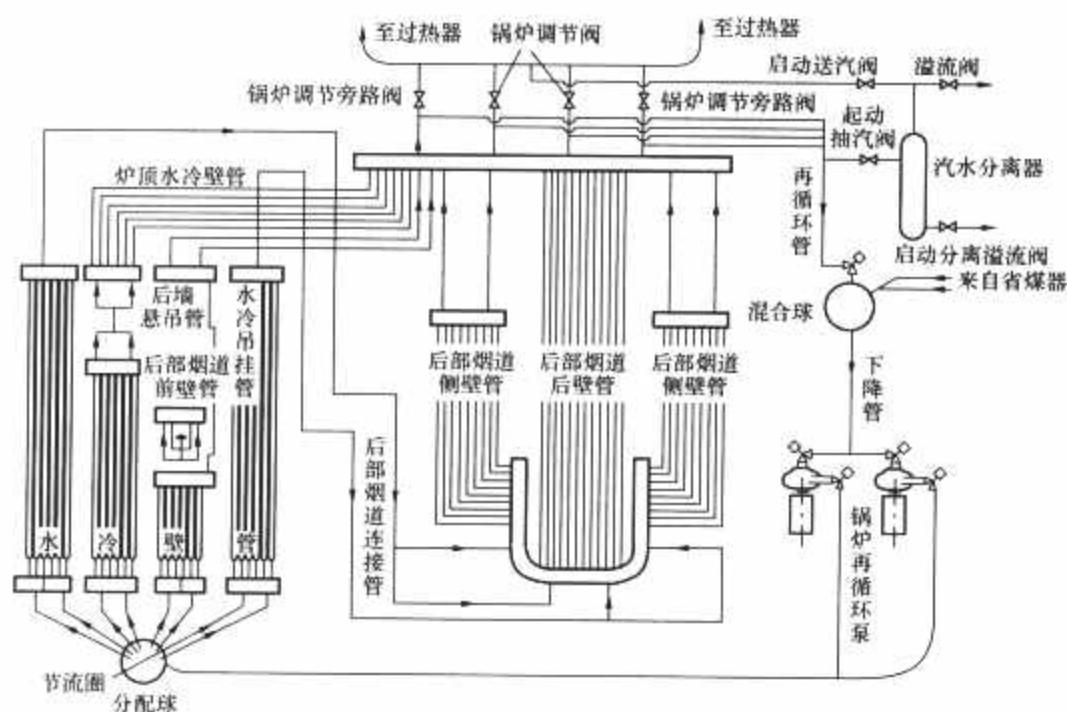 至过热器
锅炉调节阀
至过热器
启动送汽阀
溢流阀
锅炉调节旁路阀
锅炉调节旁路阀
起动
抽汽阀
炉顶水冷壁管
汽水分离器
再循环管
启动分离溢流阀
来自省煤器
混合球
后墙
悬吊管
水冷吊挂管
后部烟道
前壁管
后部烟道
侧壁管
后部烟道
后壁管
后部烟道
侧壁管
下降管
后部烟道连接管
水冷壁管
锅炉再循环泵
节流圈
分配球